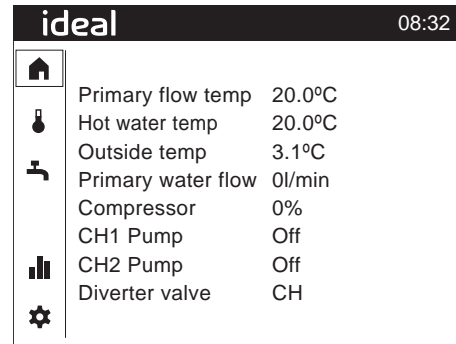 ideal 08:32
Primary flow temp 20.0ºC
Hot water temp 20.0ºC
Outside temp 3.1ºC
Primary water flow 0l/min
Compressor 0%
CH1 Pump Off
CH2 Pump Off
Diverter valve CH